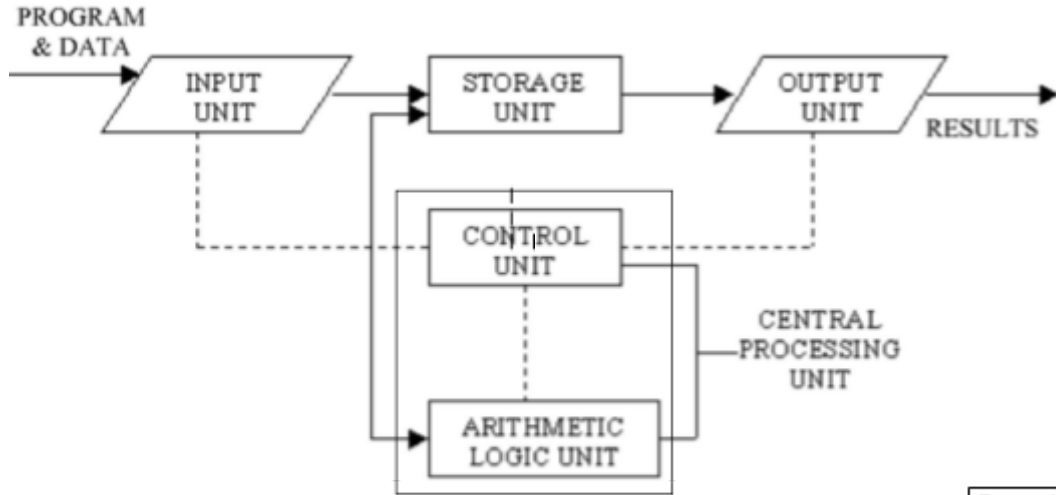 PROGRAM
& DATA
INPUT
UNIT
STORAGE
UNIT
OUTPUT
UNIT
RESULTS
CONTROL
UNIT
CENTRAL
PROCESSING
UNIT
ARITHMETIC
LOGIC UNIT